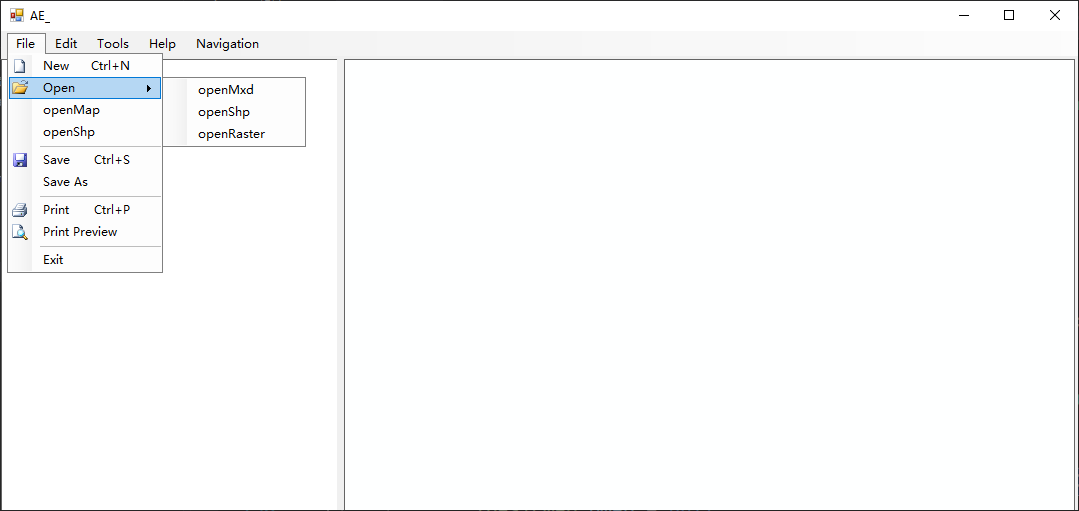 AE_
File Edit Tools Help Navigation
New Ctrl+N
Open
openMap
openShp
Save Ctrl+S
Save As
Print Ctrl+P
Print Preview
Exit
openMxd
openShp
openRaster